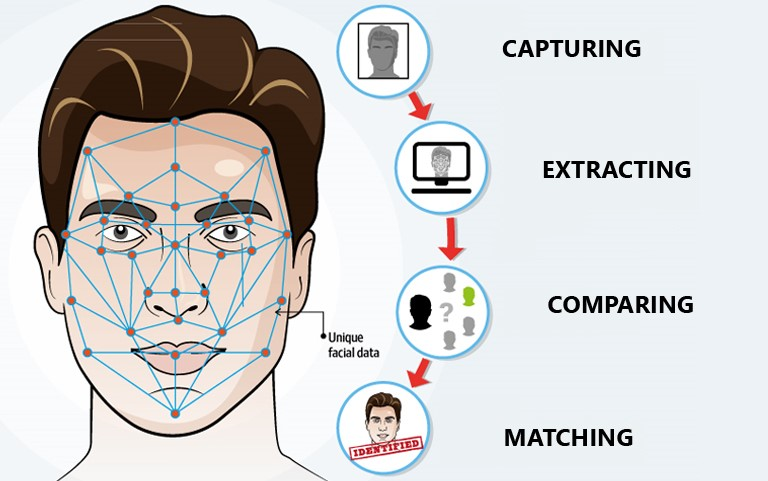 CAPTURING
EXTRACTING
COMPARING
?
Unique
facial data
IDENTIFIED
MATCHING